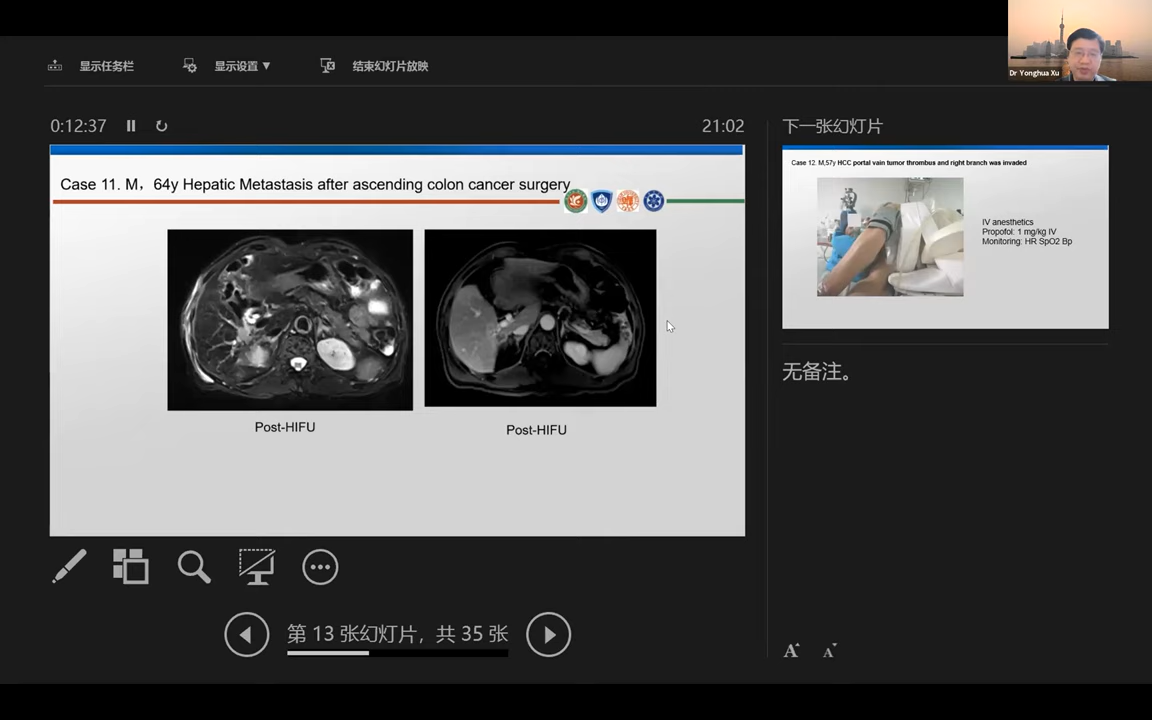 显示任务栏
显示设置 ▼
结束幻灯片放映
Dr Yonghua Xu
0:12:37
21:02
下一张幻灯片
Case 11. M，64y Hepatic Metastasis after ascending colon cancer surgery
Post-HIFU
Post-HIFU
Case 12. M,57y HCC portal vein tumor thrombus and right branch was invaded
IV anesthetics
Propofol: 1 mg/kg IV
Monitoring: HR SpO2 Bp
无备注。
第 13 张幻灯片，共 35 张
A A